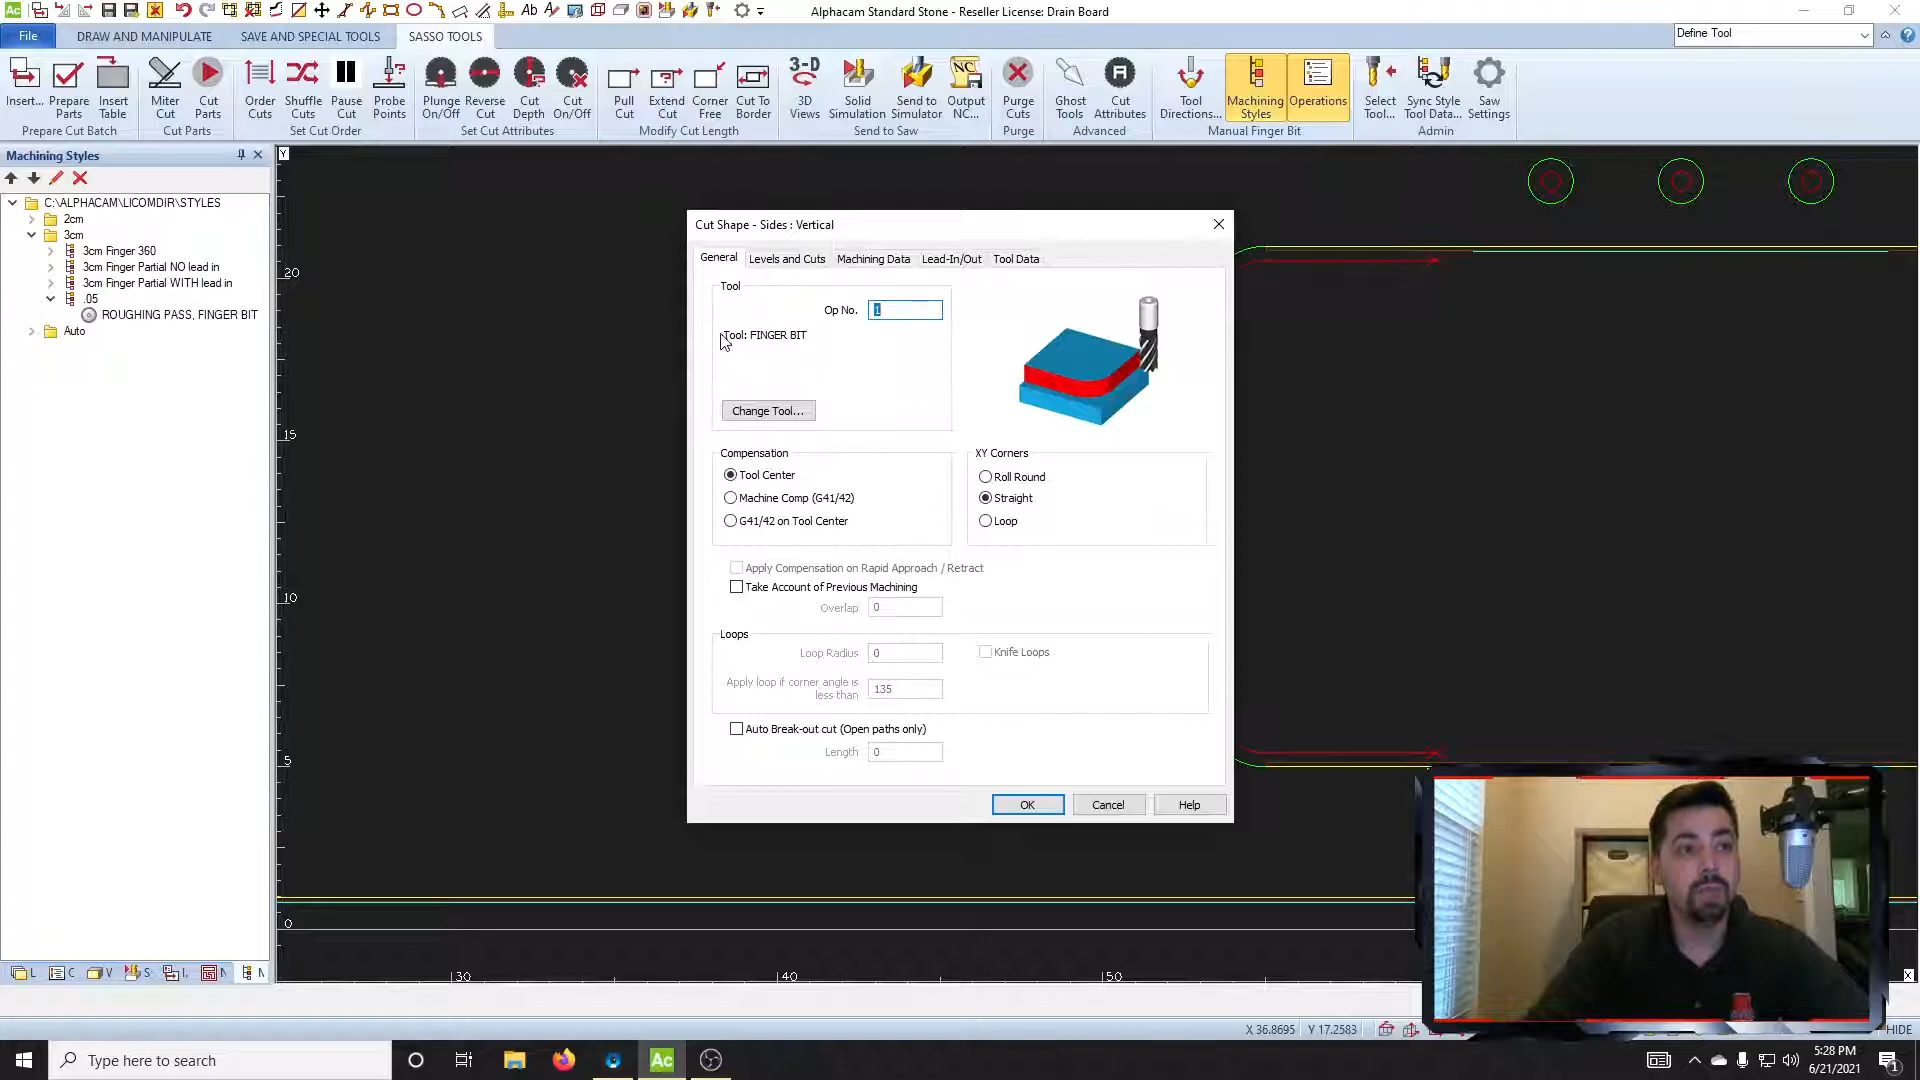 Alphacam Standard Stone - Reseller License: Drain Board
File
DRAW AND MANIPULATE
SAVE AND SPECIAL TOOLS
SASSO TOOLS
Define Tool
Insert...
Prepare Parts
Insert Table
Miter Cut
Cut Parts
Order Cuts
Shuffle Cuts
Pause Cut
Probe Points
Plunge On/Off
Reverse Cut
Cut Depth
Cut On/Off
Pull Cut
Extend Cut
Corner Free
Cut To Border
3-D
3D Views
Solid Simulation
Send to Simulator
NC
Output NC...
Purge Cuts
Ghost Tools
Cut Attributes
Tool Directions...
Machining Styles
Operations
Select Tool...
Sync Style Tool Data...
Saw Settings
Prepare Cut Batch
Cut Parts
Set Cut Order
Set Cut Attributes
Modify Cut Length
Send to Saw
Purge
Advanced
Manual Finger Bit
Admin
Machining Styles
C:\ALPHACAM\LICOMDIR\STYLES
2cm
3cm
3cm Finger 360
3cm Finger Partial NO lead in
3cm Finger Partial WITH lead in
.05
ROUGHING PASS, FINGER BIT
Auto
Y
20
15
10
5
0
30
40
50
X
Cut Shape - Sides : Vertical
General
Levels and Cuts
Machining Data
Lead-In/Out
Tool Data
Tool
Op No.
1
Tool: FINGER BIT
Change Tool...
Compensation
Tool Center
Machine Comp (G41/42)
G41/42 on Tool Center
XY Corners
Roll Round
Straight
Loop
Apply Compensation on Rapid Approach / Retract
Take Account of Previous Machining
Overlap
0
Loops
Loop Radius
0
Knife Loops
Apply loop if corner angle is
less than
135
Auto Break-out cut (Open paths only)
Length
0
OK
Cancel
Help
X 36.8695
Y 17.2583
HIDE
Type here to search
Ac
5:28 PM
6/21/2021